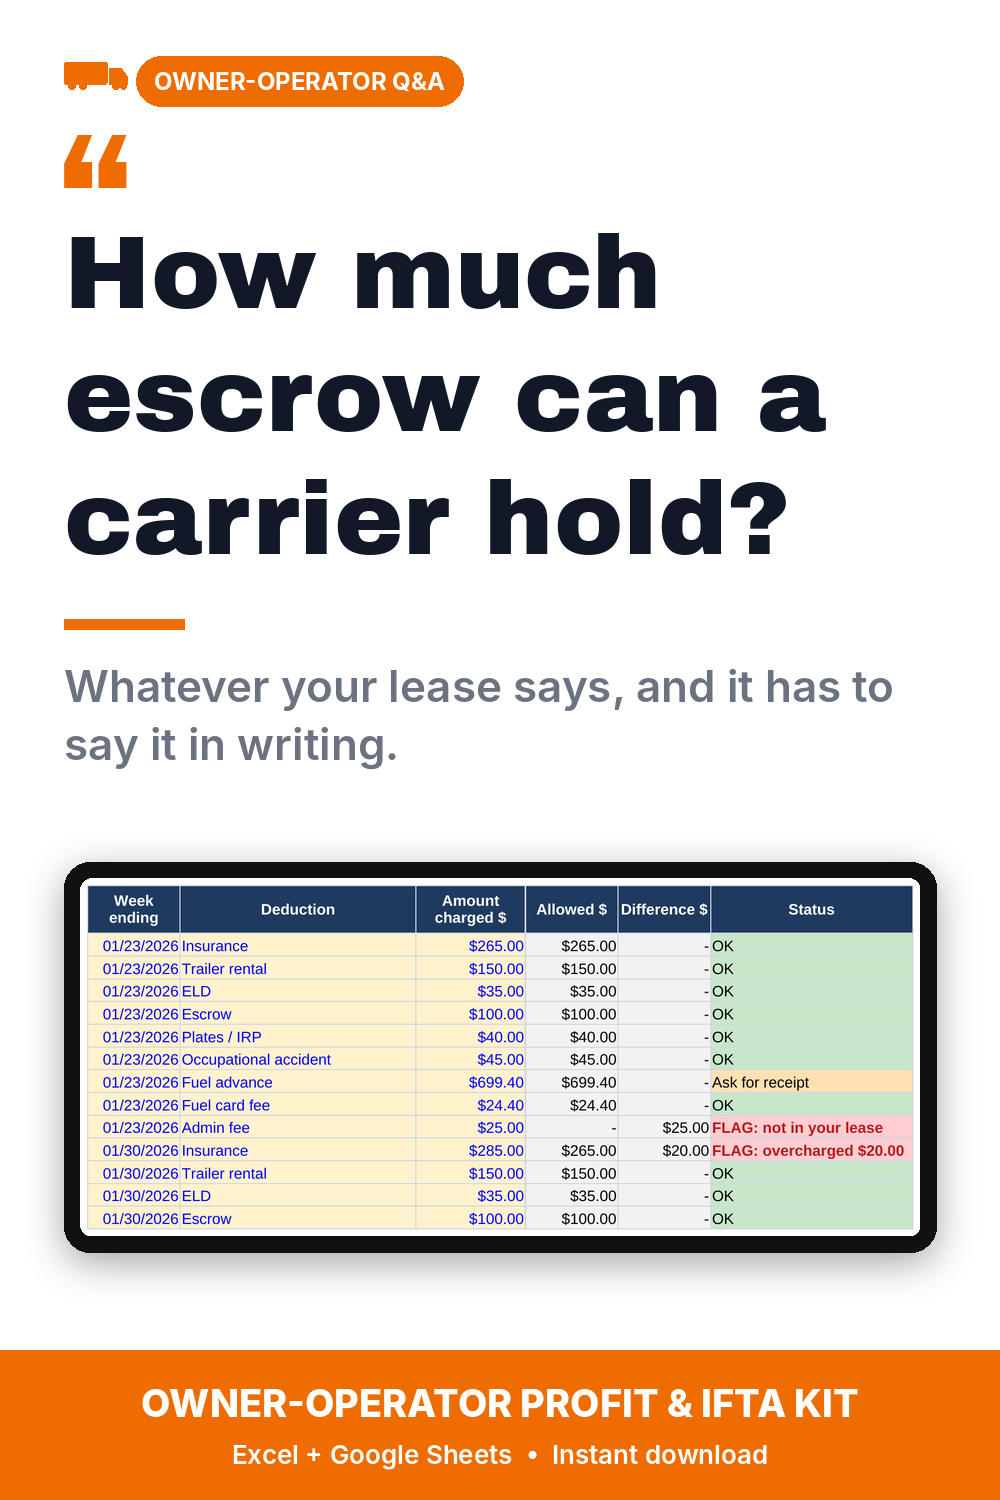 OWNER-OPERATOR Q&A
“
How much
escrow can a
carrier hold?
Whatever your lease says, and it has to
say it in writing.
Week ending Deduction Amount charged $ Allowed $ Difference $ Status
01/23/2026 Insurance $265.00 $265.00 - OK
01/23/2026 Trailer rental $150.00 $150.00 - OK
01/23/2026 ELD $35.00 $35.00 - OK
01/23/2026 Escrow $100.00 $100.00 - OK
01/23/2026 Plates / IRP $40.00 $40.00 - OK
01/23/2026 Occupational accident $45.00 $45.00 - OK
01/23/2026 Fuel advance $699.40 $699.40 - Ask for receipt
01/23/2026 Fuel card fee $24.40 $24.40 - OK
01/23/2026 Admin fee $25.00 - $25.00 FLAG: not in your lease
01/30/2026 Insurance $285.00 $265.00 $20.00 FLAG: overcharged $20.00
01/30/2026 Trailer rental $150.00 $150.00 - OK
01/30/2026 ELD $35.00 $35.00 - OK
01/30/2026 Escrow $100.00 $100.00 - OK
OWNER-OPERATOR PROFIT & IFTA KIT
Excel + Google Sheets • Instant download